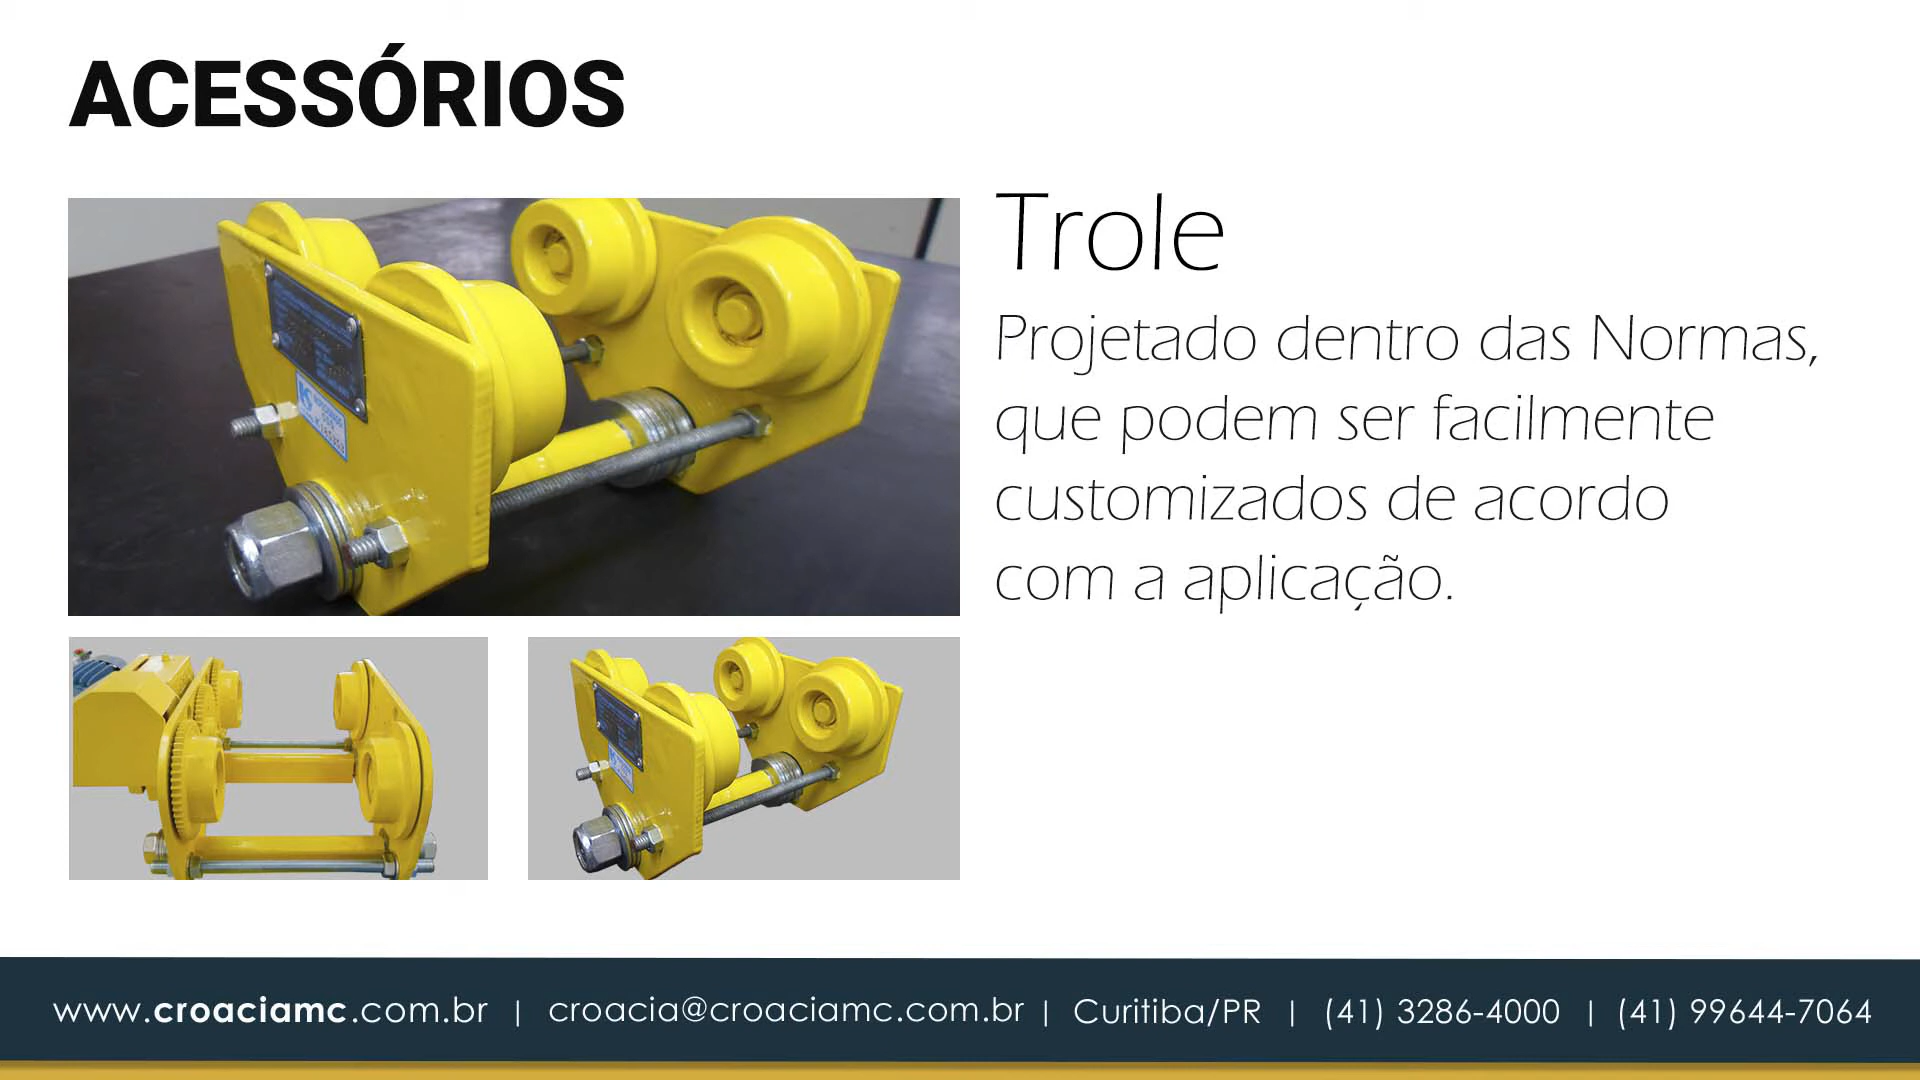 ACESSÓRIOS
Trole
Projetado dentro das Normas,
que podem ser facilmente
customizados de acordo
com a aplicação.
www.croaciamc.com.br | croacia@croaciamc.com.br | Curitiba/PR | (41) 3286-4000 | (41) 99644-7064